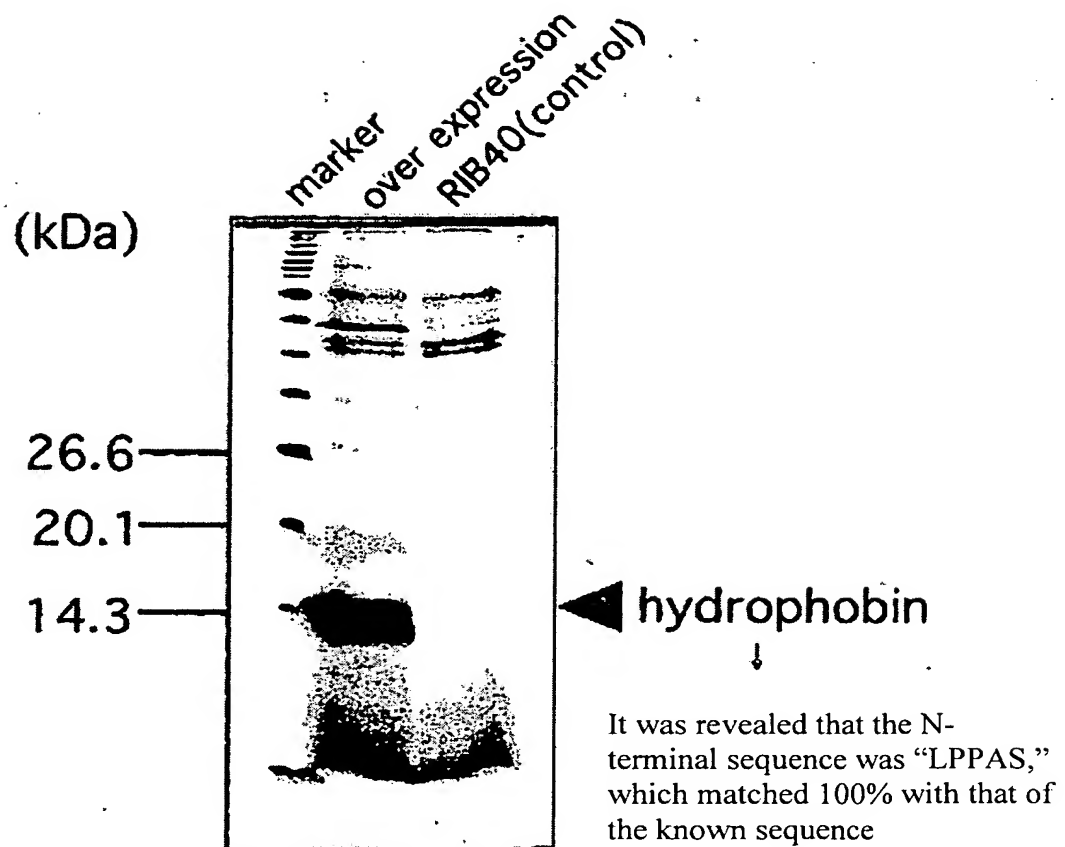 marker
over expression
RIB40(control)
(kDa)
26.6
20.1
14.3
hydrophobin
It was revealed that the N-
terminal sequence was “LPPAS,”
which matched 100% with that of
the known sequence